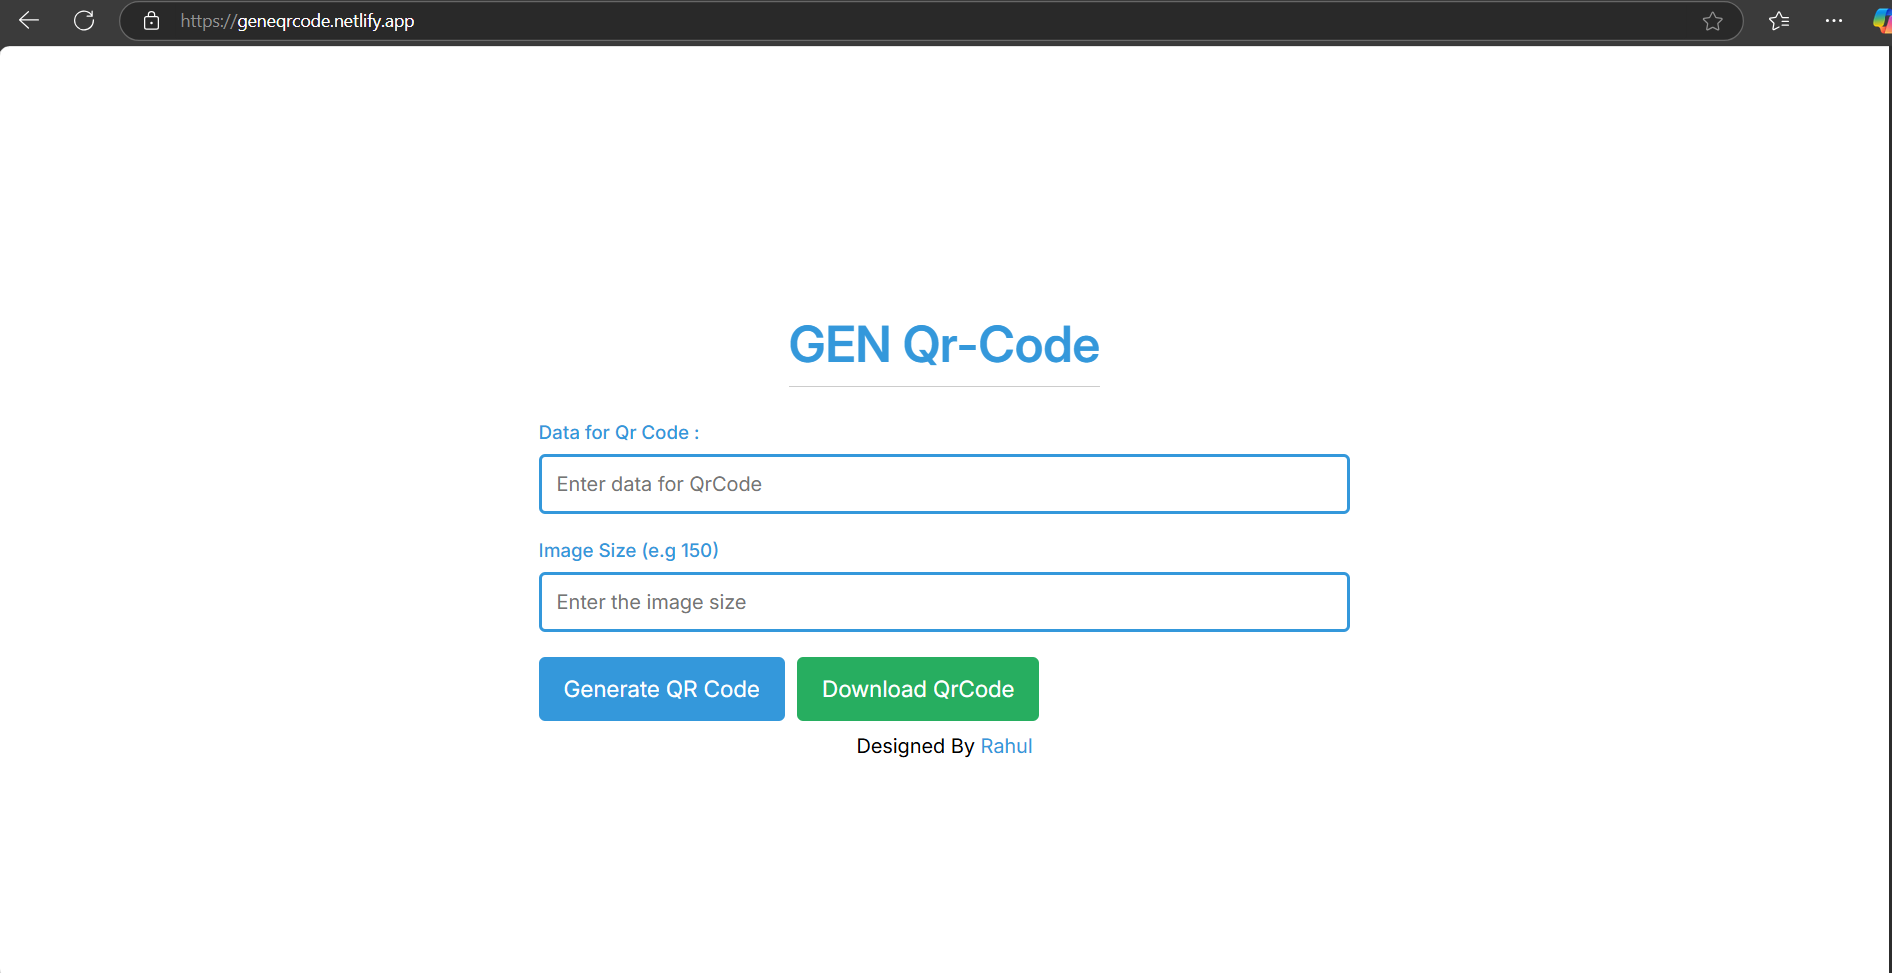 https://geneqrcode.netlify.app
GEN Qr-Code
Data for Qr Code :
Enter data for QrCode
Image Size (e.g 150)
Enter the image size
Generate QR Code Download QrCode
Designed By Rahul